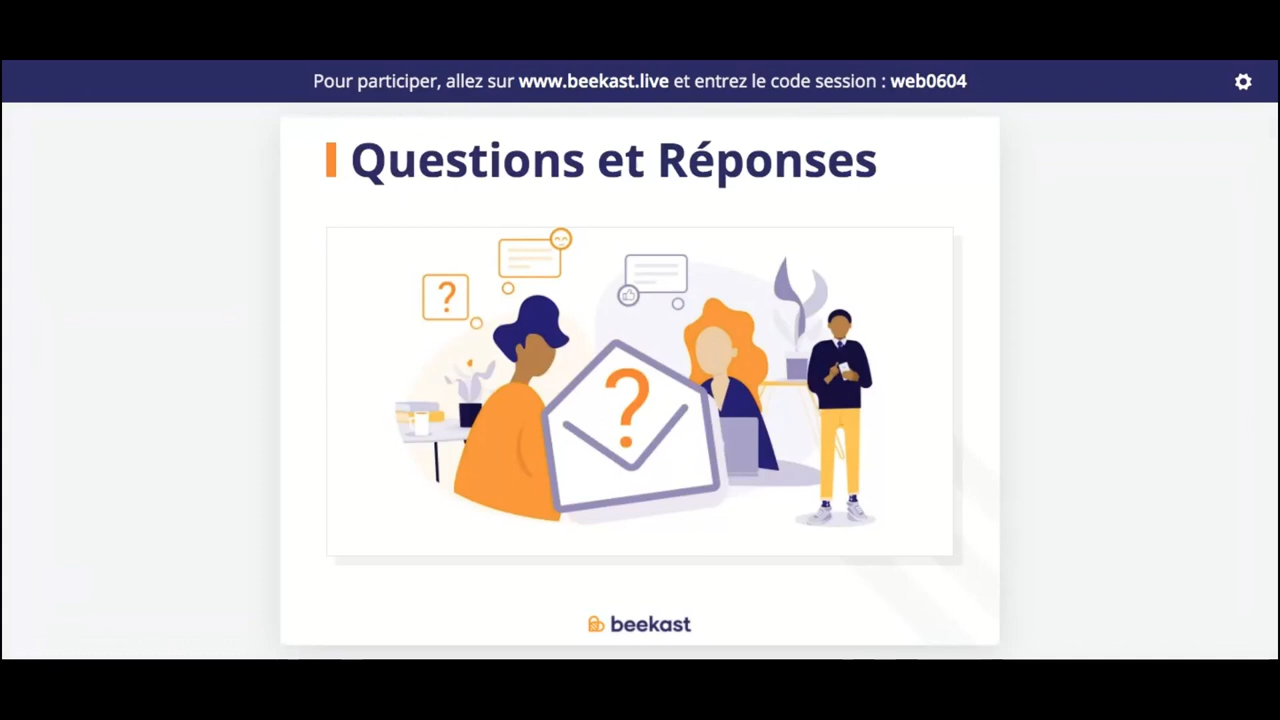 Pour participer, allez sur www.beekast.live et entrez le code session : web0604
Questions et Réponses
?
?
beekast